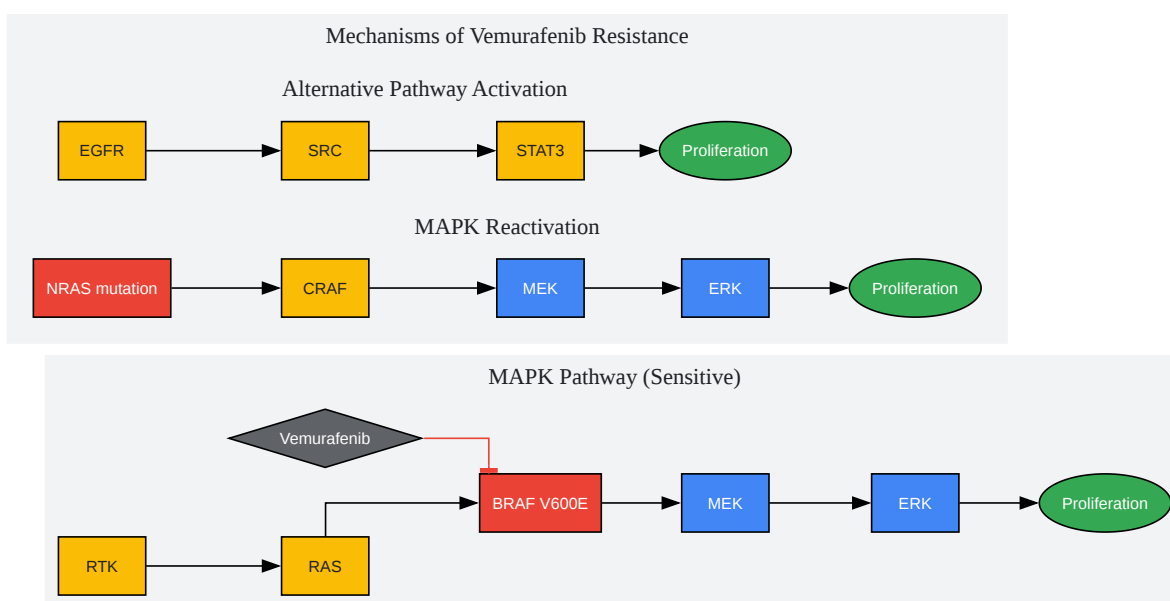 Mechanisms of Vemurafenib Resistance
Alternative Pathway Activation
EGFR
SRC
STAT3
Proliferation
MAPK Reactivation
NRAS mutation
CRAF
MEK
ERK
Proliferation
MAPK Pathway (Sensitive)
Vemurafenib
BRAF V600E
MEK
ERK
Proliferation
RTK
RAS